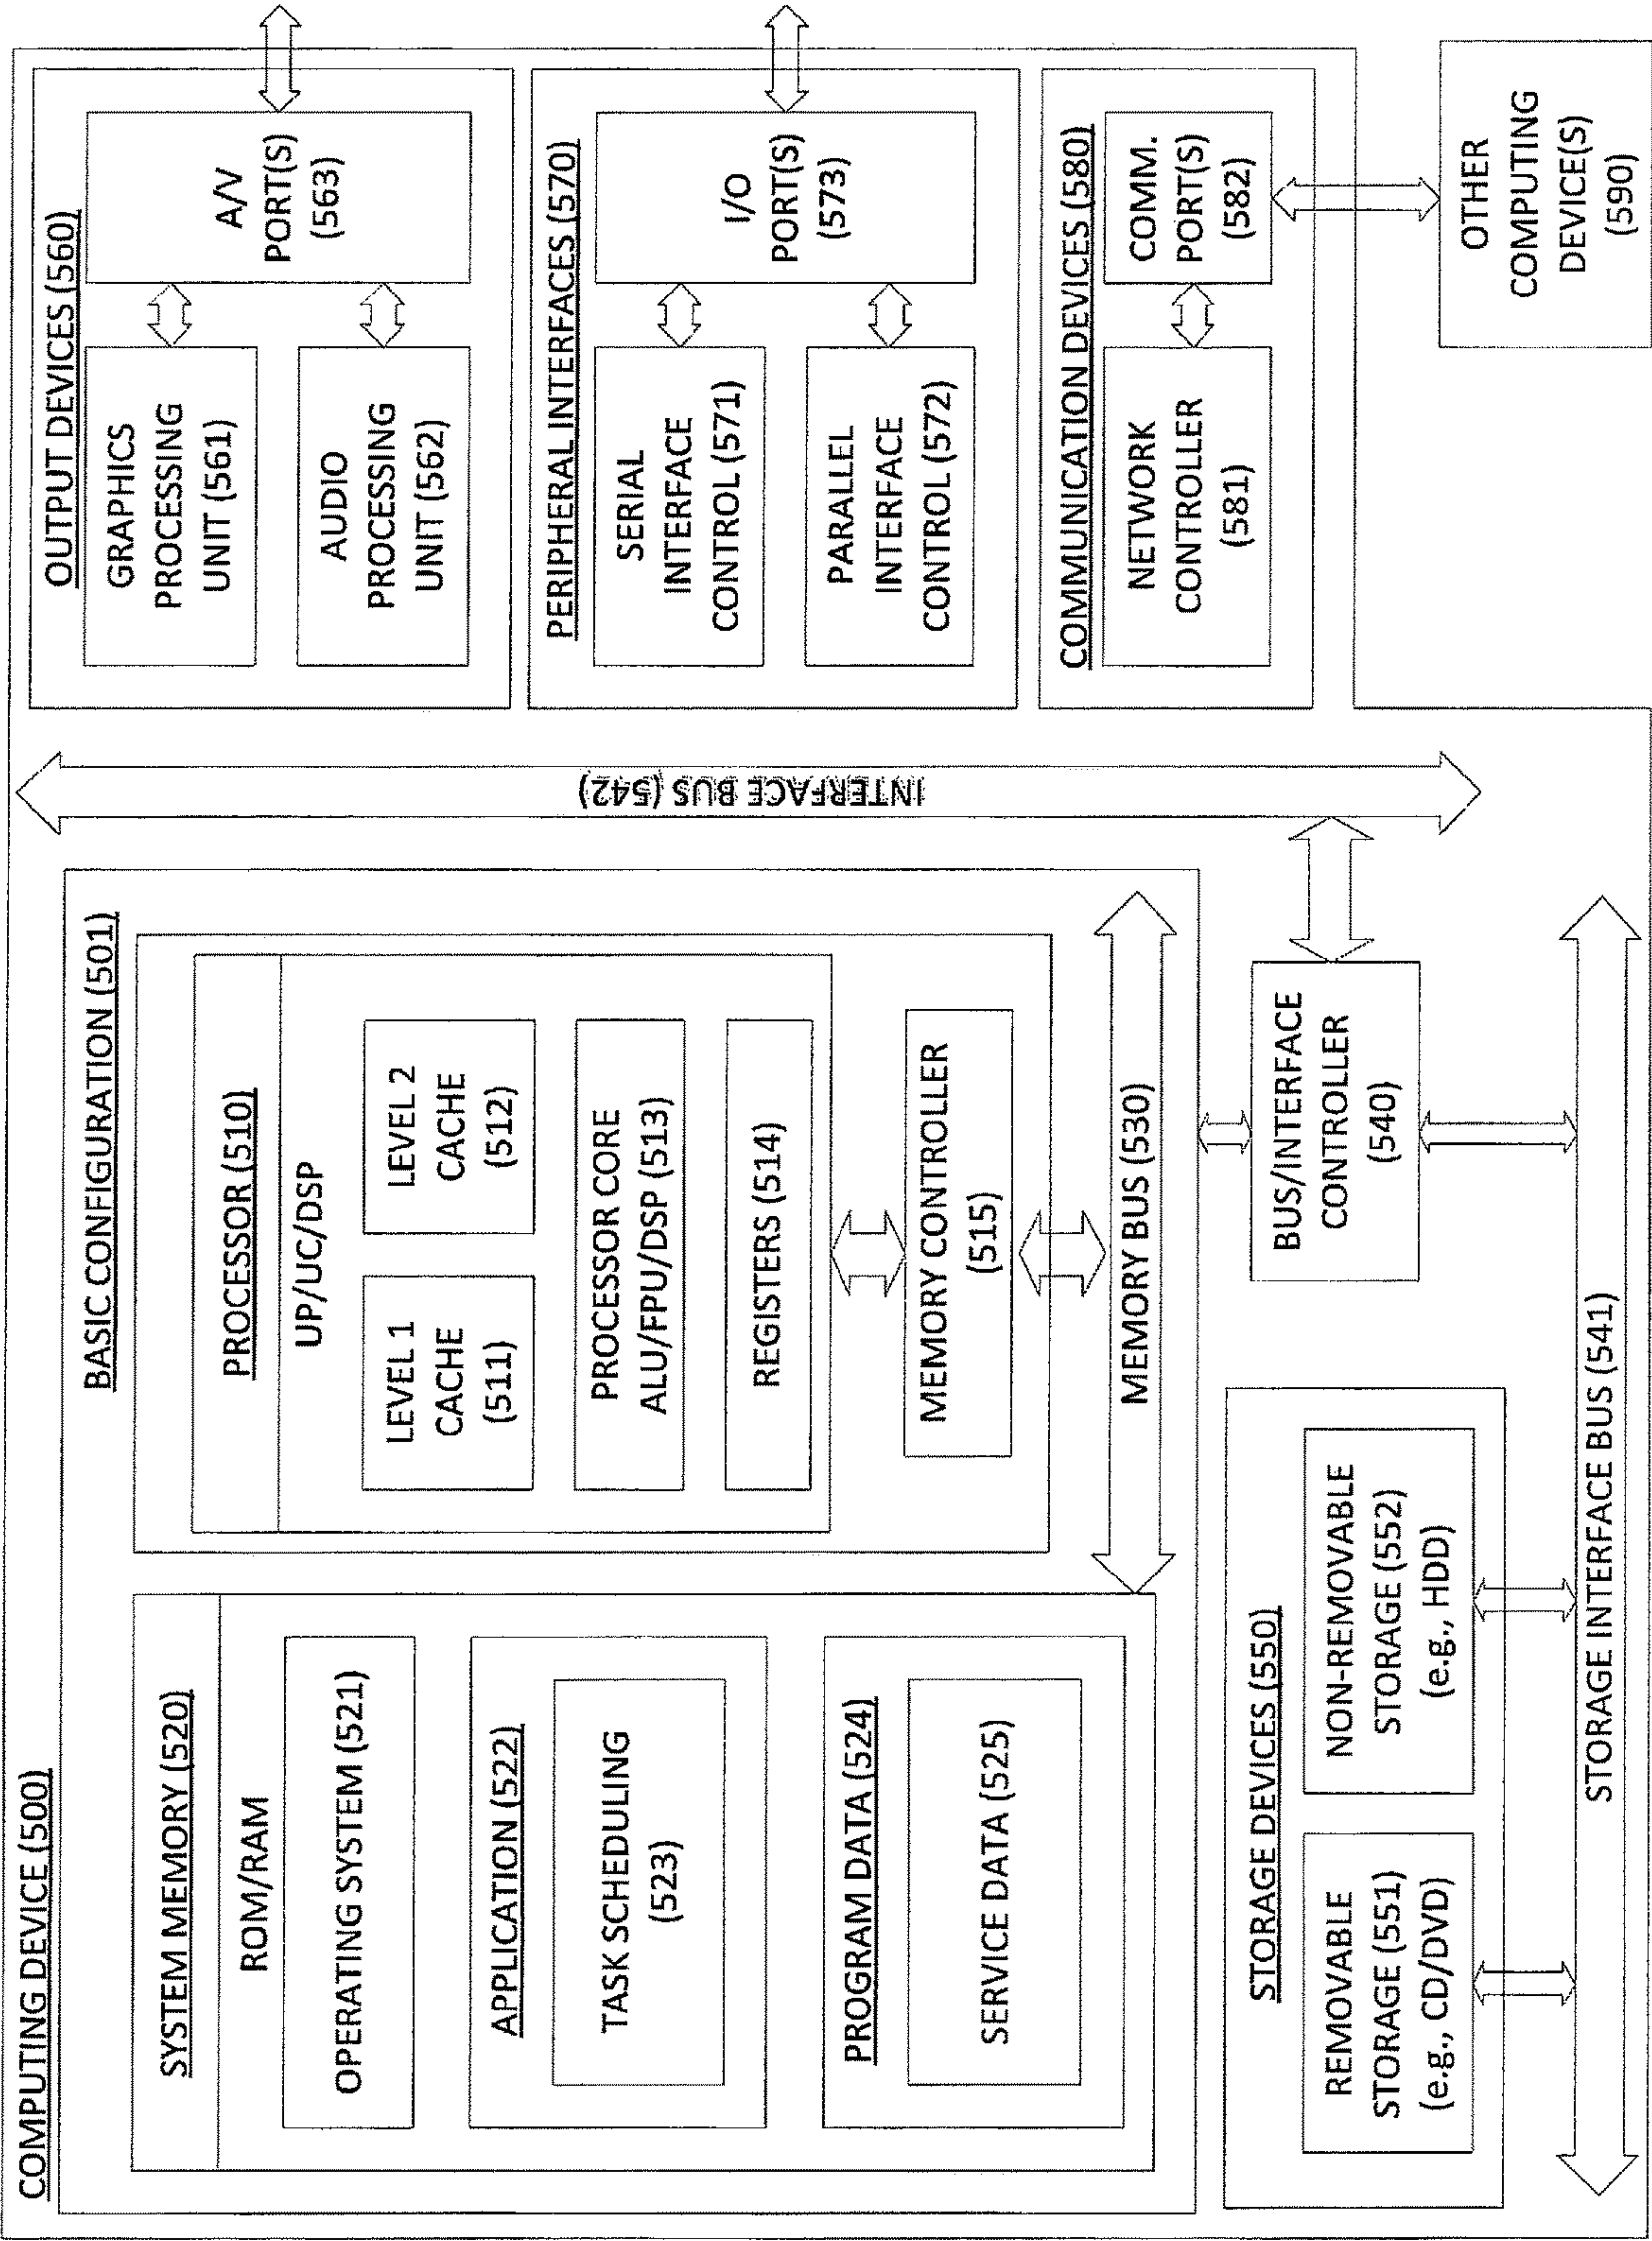 COMPUTING DEVICE (500)
BASIC CONFIGURATION (501)
SYSTEM MEMORY (520)
ROM/RAM
OPERATING SYSTEM (521)
APPLICATION (522)
TASK SCHEDULING
(523)
PROGRAM DATA (524)
SERVICE DATA (525)
PROCESSOR (510)
UP/UC/DSP
LEVEL 1
CACHE
(511)
LEVEL 2
CACHE
(512)
PROCESSOR CORE
ALU/FPU/DSP (513)
REGISTERS (514)
MEMORY CONTROLLER
(515)
MEMORY BUS (530)
BUS/INTERFACE
CONTROLLER
(540)
INTERFACE BUS (542)
STORAGE DEVICES (550)
REMOVABLE
STORAGE (551)
(e.g., CD/DVD)
NON-REMOVABLE
STORAGE (552)
(e.g., HDD)
STORAGE INTERFACE BUS (541)
OUTPUT DEVICES (560)
GRAPHICS
PROCESSING
UNIT (561)
AUDIO
PROCESSING
UNIT (562)
A/V
PORT(S)
(563)
PERIPHERAL INTERFACES (570)
SERIAL
INTERFACE
CONTROL (571)
PARALLEL
INTERFACE
CONTROL (572)
I/O
PORT(S)
(573)
COMMUNICATION DEVICES (580)
NETWORK
CONTROLLER
(581)
COMM.
PORT(S)
(582)
OTHER
COMPUTING
DEVICE(S)
(590)